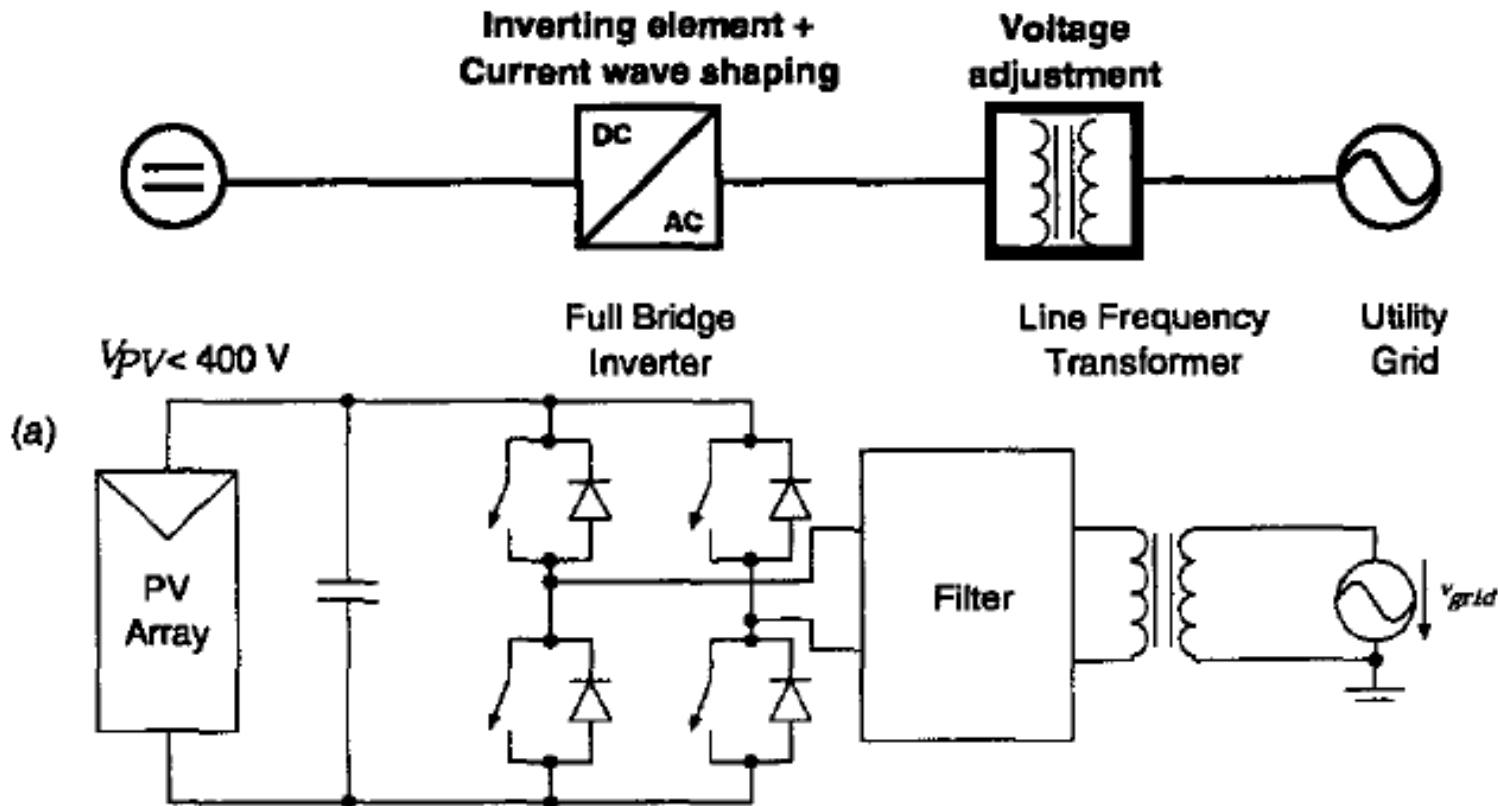 Inverting element +
Current wave shaping
Voltage
adjustment
DC
AC
Full Bridge
Inverter
Line Frequency
Transformer
Utility
Grid
VPV< 400 V
(a)
PV
Array
Filter
vgrid